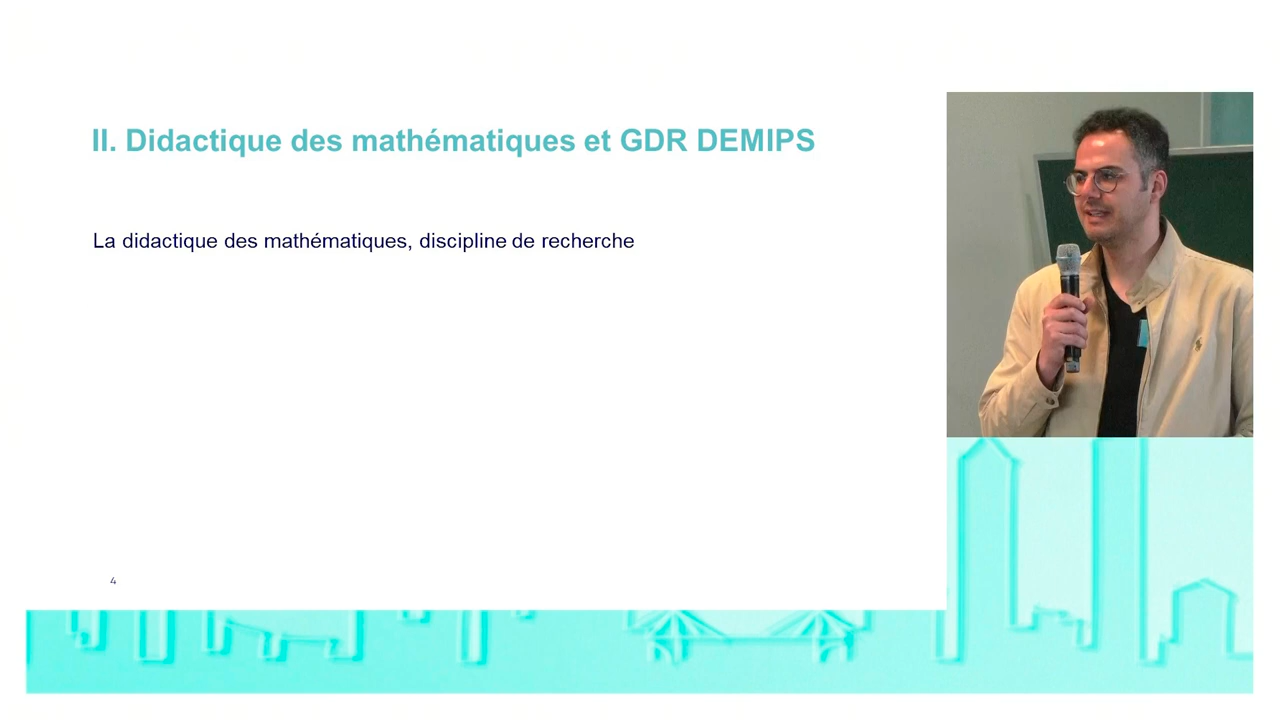 II. Didactique des mathématiques et GDR DEMIPS
La didactique des mathématiques, discipline de recherche
4